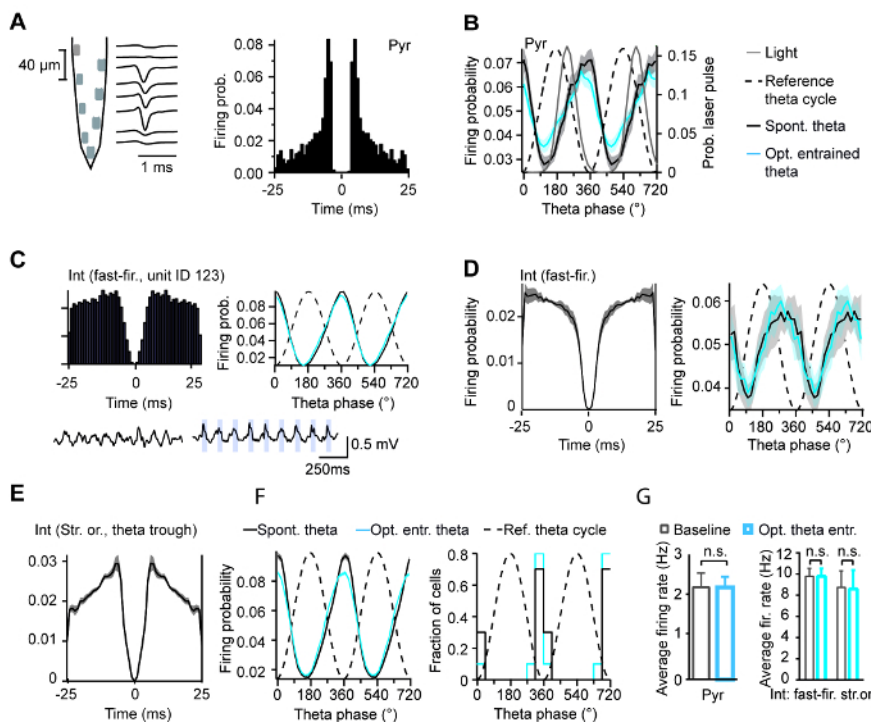 A
40 µm
1 ms
Pyr
Firing prob.
0.08
0.06
0.04
0.02
0
-25
0
25
Time (ms)
B
Pyr
Firing probability
0.07
0.06
0.05
0.04
0.03
0.15
0.10
0.05
0
Prob. laser pulse
0
180
360
540
720
Theta phase (°)
Light
Reference
theta cycle
Spont. theta
Opt. entrained
theta
C
Int (fast-fir., unit ID 123)
-25
0
25
Time (ms)
Firing prob.
0.08
0.06
0.04
0.02
0
180
360
540
720
Theta phase (°)
0.5 mV
250ms
D
Int (fast-fir.)
Firing probability
0.02
0.01
0
-25
0
25
Time (ms)
Firing probability
0.06
0.05
0.04
0
180
360
540
720
Theta phase (°)
E
Int (Str. or., theta trough)
0.03
0.02
0.01
0
-25
0
25
Time (ms)
F
Spont. theta
Opt. entr. theta
Ref. theta cycle
Firing probability
0.10
0.08
0.06
0.04
0.02
0
180
360
540
720
Theta phase (°)
Fraction of cells
0.8
0.6
0.4
0.2
0.0
0
180
360
540
720
Theta phase (°)
G
Baseline
Opt. theta entr.
Average firing rate (Hz)
3
2
1
0
n.s.
Pyr
Average fir. rate (Hz)
12
10
8
6
4
2
0
n.s.
n.s.
Int: fast-fir. str.or